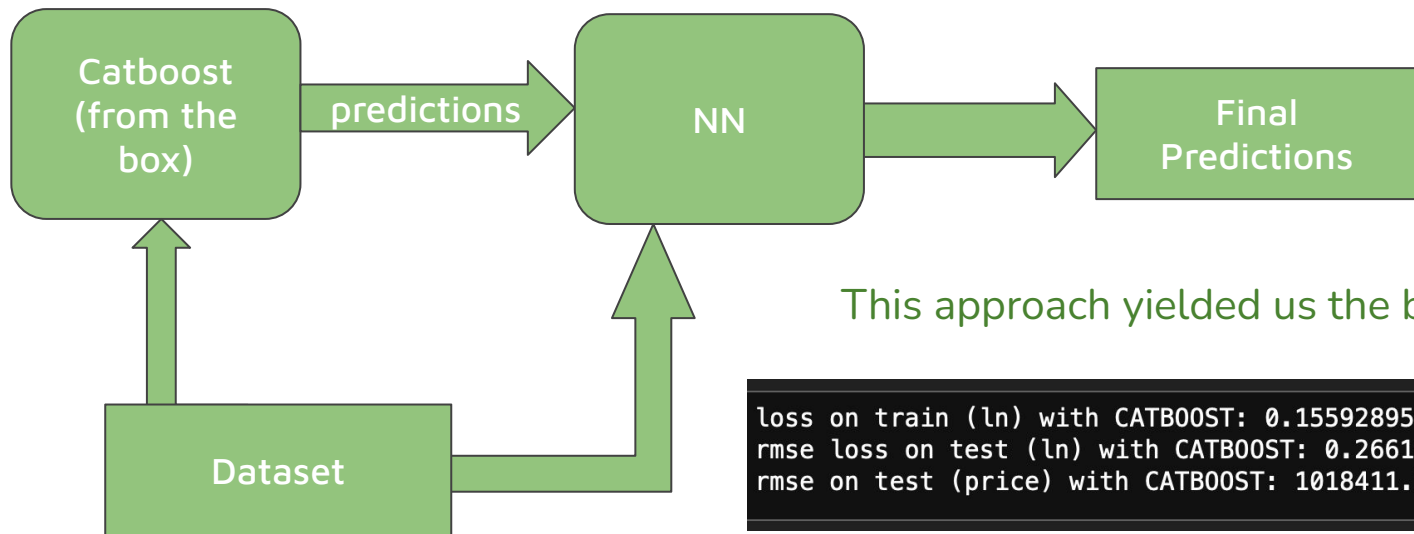 Catboost
(from the
box)
predictions
NN
Final
Predictions
This approach yielded us the
Dataset
loss on train (ln) with CATBOOST: 0.15592895
rmse loss on test (ln) with CATBOOST: 0.2661
rmse on test (price) with CATBOOST: 1018411.